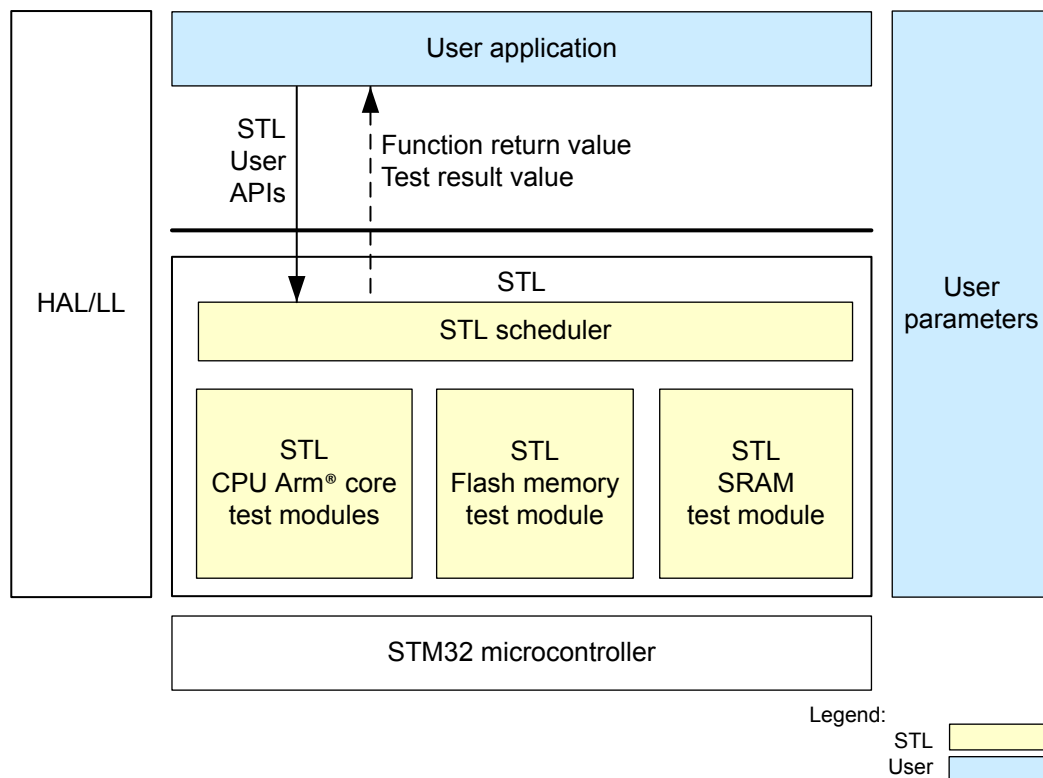 User application
STL
User
APIs
Function return value
Test result value
HAL/LL
STL
STL scheduler
User
parameters
STL
CPU Arm® core
test modules
STL
Flash memory
test module
STL
SRAM
test module
STM32 microcontroller
Legend:
STL
User